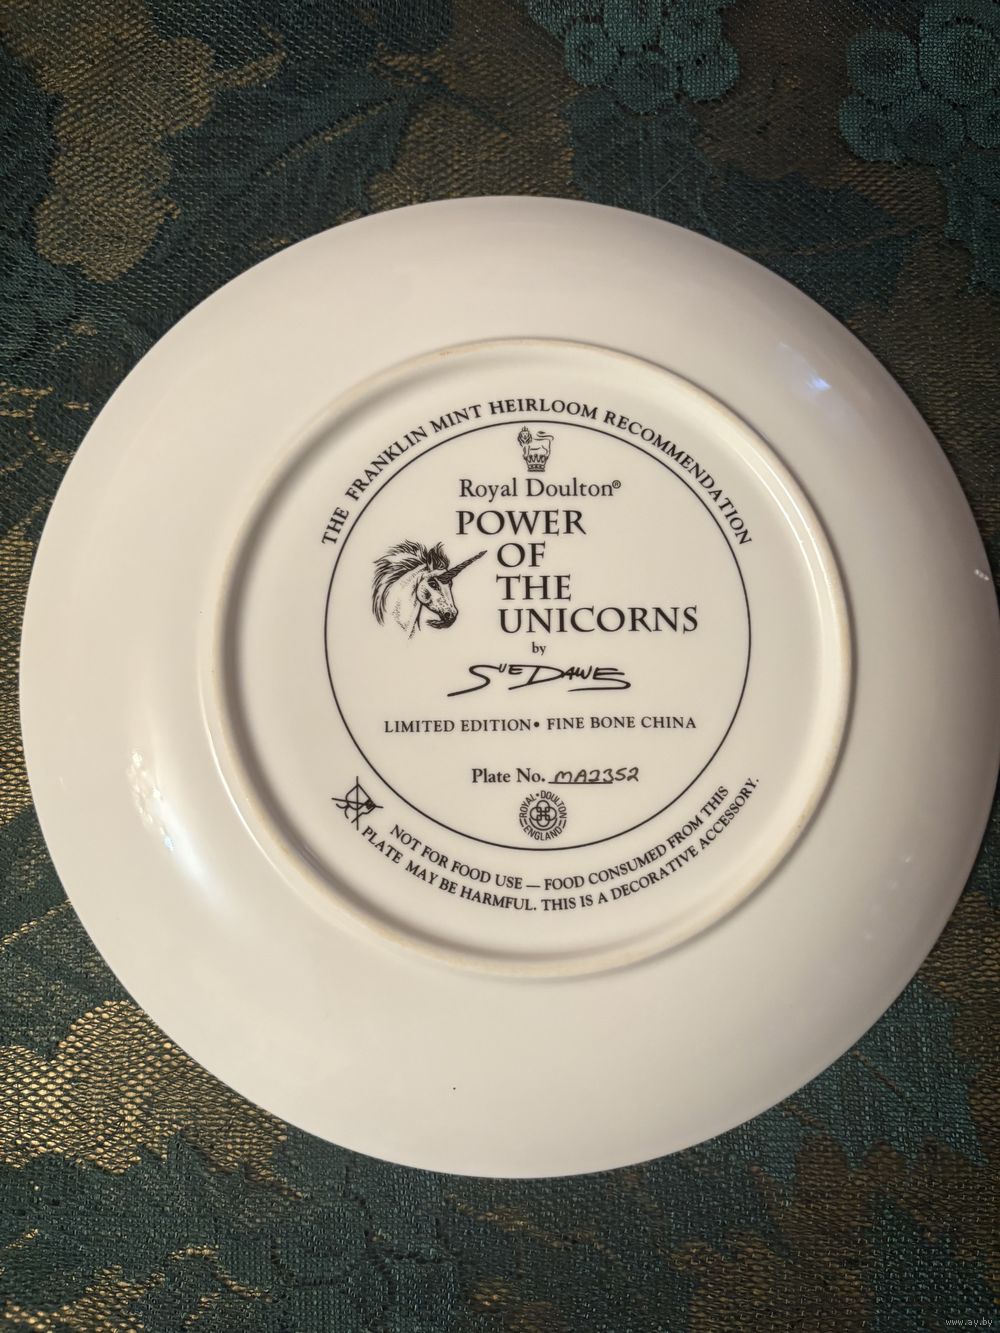 THE FRANKLIN MINT HEIRLOOM RECOMMENDATION
Royal Doulton®
POWER
OF
THE
UNICORNS
by
SUE DAWE
LIMITED EDITION • FINE BONE CHINA
Plate No. MA2352
ROYAL • DOULTON
ENGLAND
NOT FOR FOOD USE — FOOD CONSUMED FROM THIS
PLATE MAY BE HARMFUL. THIS IS A DECORATIVE ACCESSORY.
www.ay.by